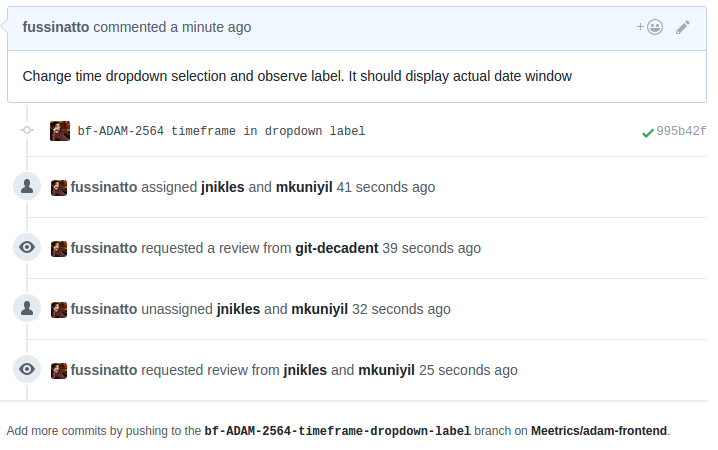 fussinatto commented a minute ago +
Change time dropdown selection and observe label. It should display actual date window
bf-ADAM-2564 timeframe in dropdown label 995b42f
fussinatto assigned jnikles and mkuniyil 41 seconds ago
fussinatto requested a review from git-decadent 39 seconds ago
fussinatto unassigned jnikles and mkuniyil 32 seconds ago
fussinatto requested review from jnikles and mkuniyil 25 seconds ago
Add more commits by pushing to the bf-ADAM-2564-timeframe-dropdown-label branch on Meetrics/adam-frontend.